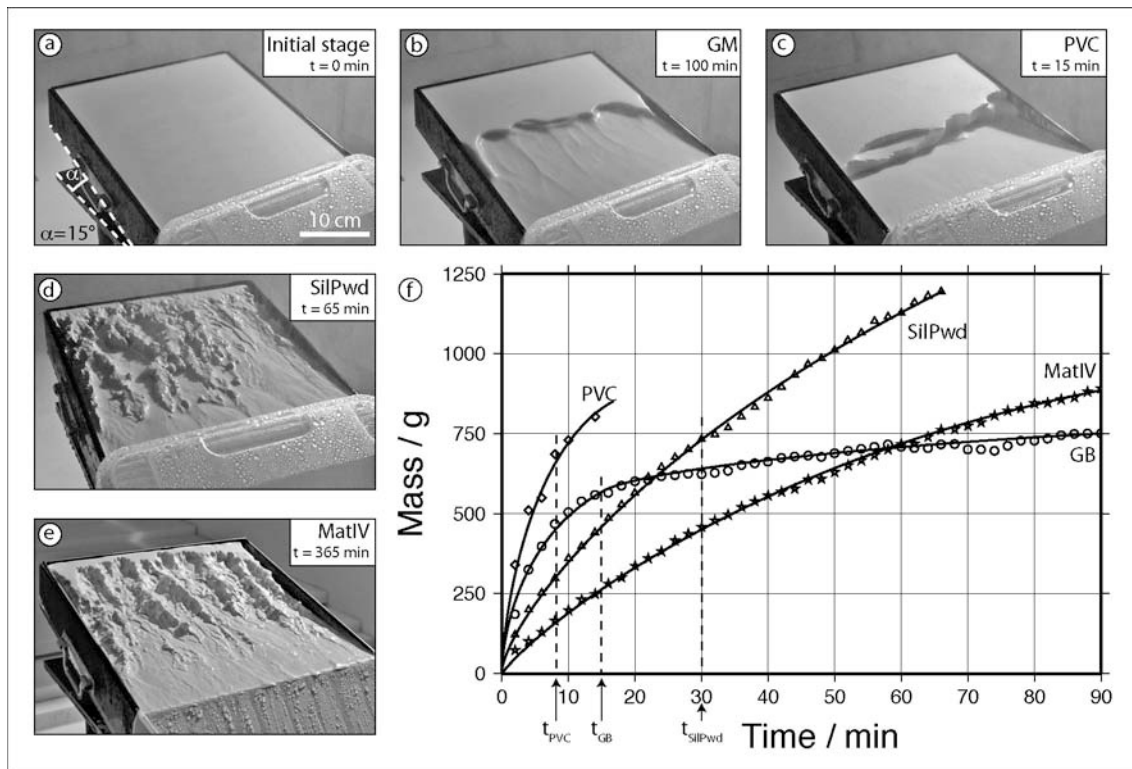 a
Initial stage
t = 0 min
α
α=15°
10 cm
b
GM
t = 100 min
c
PVC
t = 15 min
d
SilPwd
t = 65 min
e
MatIV
t = 365 min
f
1250
1000
750
500
250
0
Mass / g
PVC
SilPwd
MatIV
GB
0 10 20 30 40 50 60 70 80 90
tPVC tGB tSilPwd
Time / min